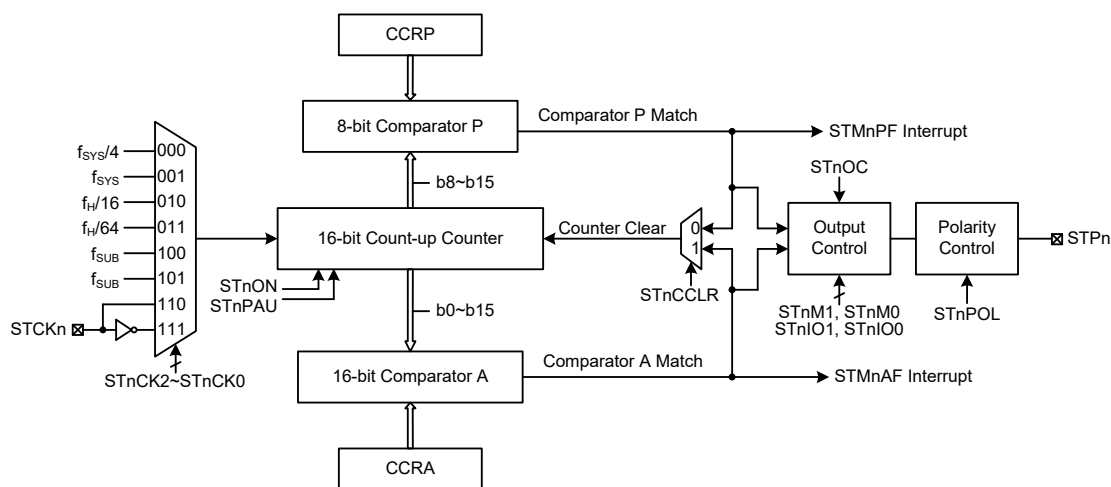 CCRP
8-bit Comparator P
Comparator P Match
STMnPF Interrupt
fSYS/4
000
fSYS
001
fH/16
010
fH/64
011
fSUB
100
fSUB
101
110
111
STCKn
STnCK2~STnCK0
b8~b15
16-bit Count-up Counter
STnON
STnPAU
b0~b15
Counter Clear
0
1
STnCCLR
STnOC
Output
Control
STnM1, STnM0
STnIO1, STnIO0
Polarity
Control
STnPOL
STPn
16-bit Comparator A
Comparator A Match
STMnAF Interrupt
CCRA